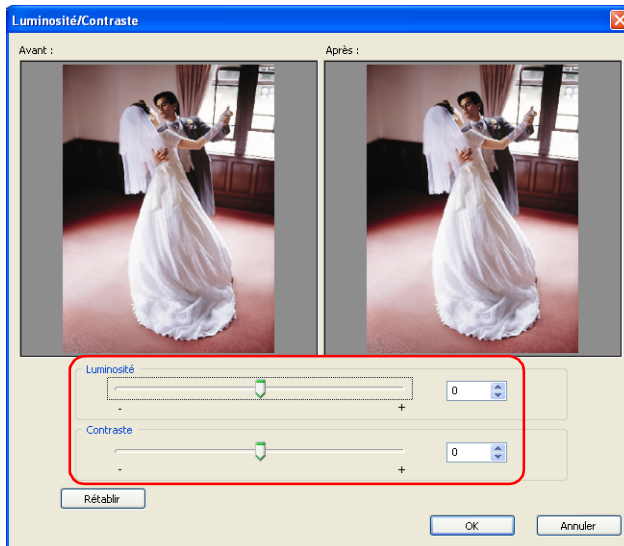 Luminosité/Contraste
Avant :
Après :
Luminosité
0
- +
Contraste
0
- +
Rétablir
OK
Annuler